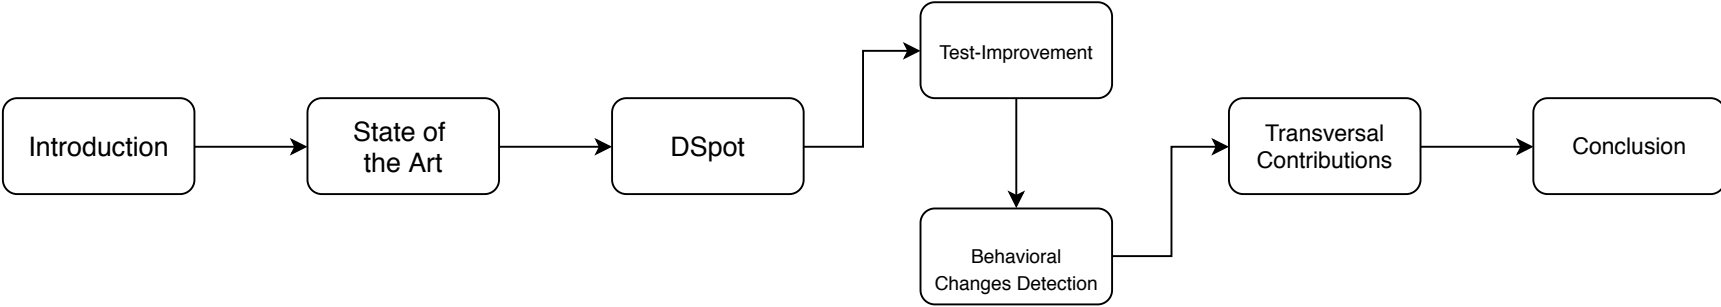 Introduction
State of
the Art
DSpot
Test-Improvement
Behavioral
Changes Detection
Transversal
Contributions
Conclusion